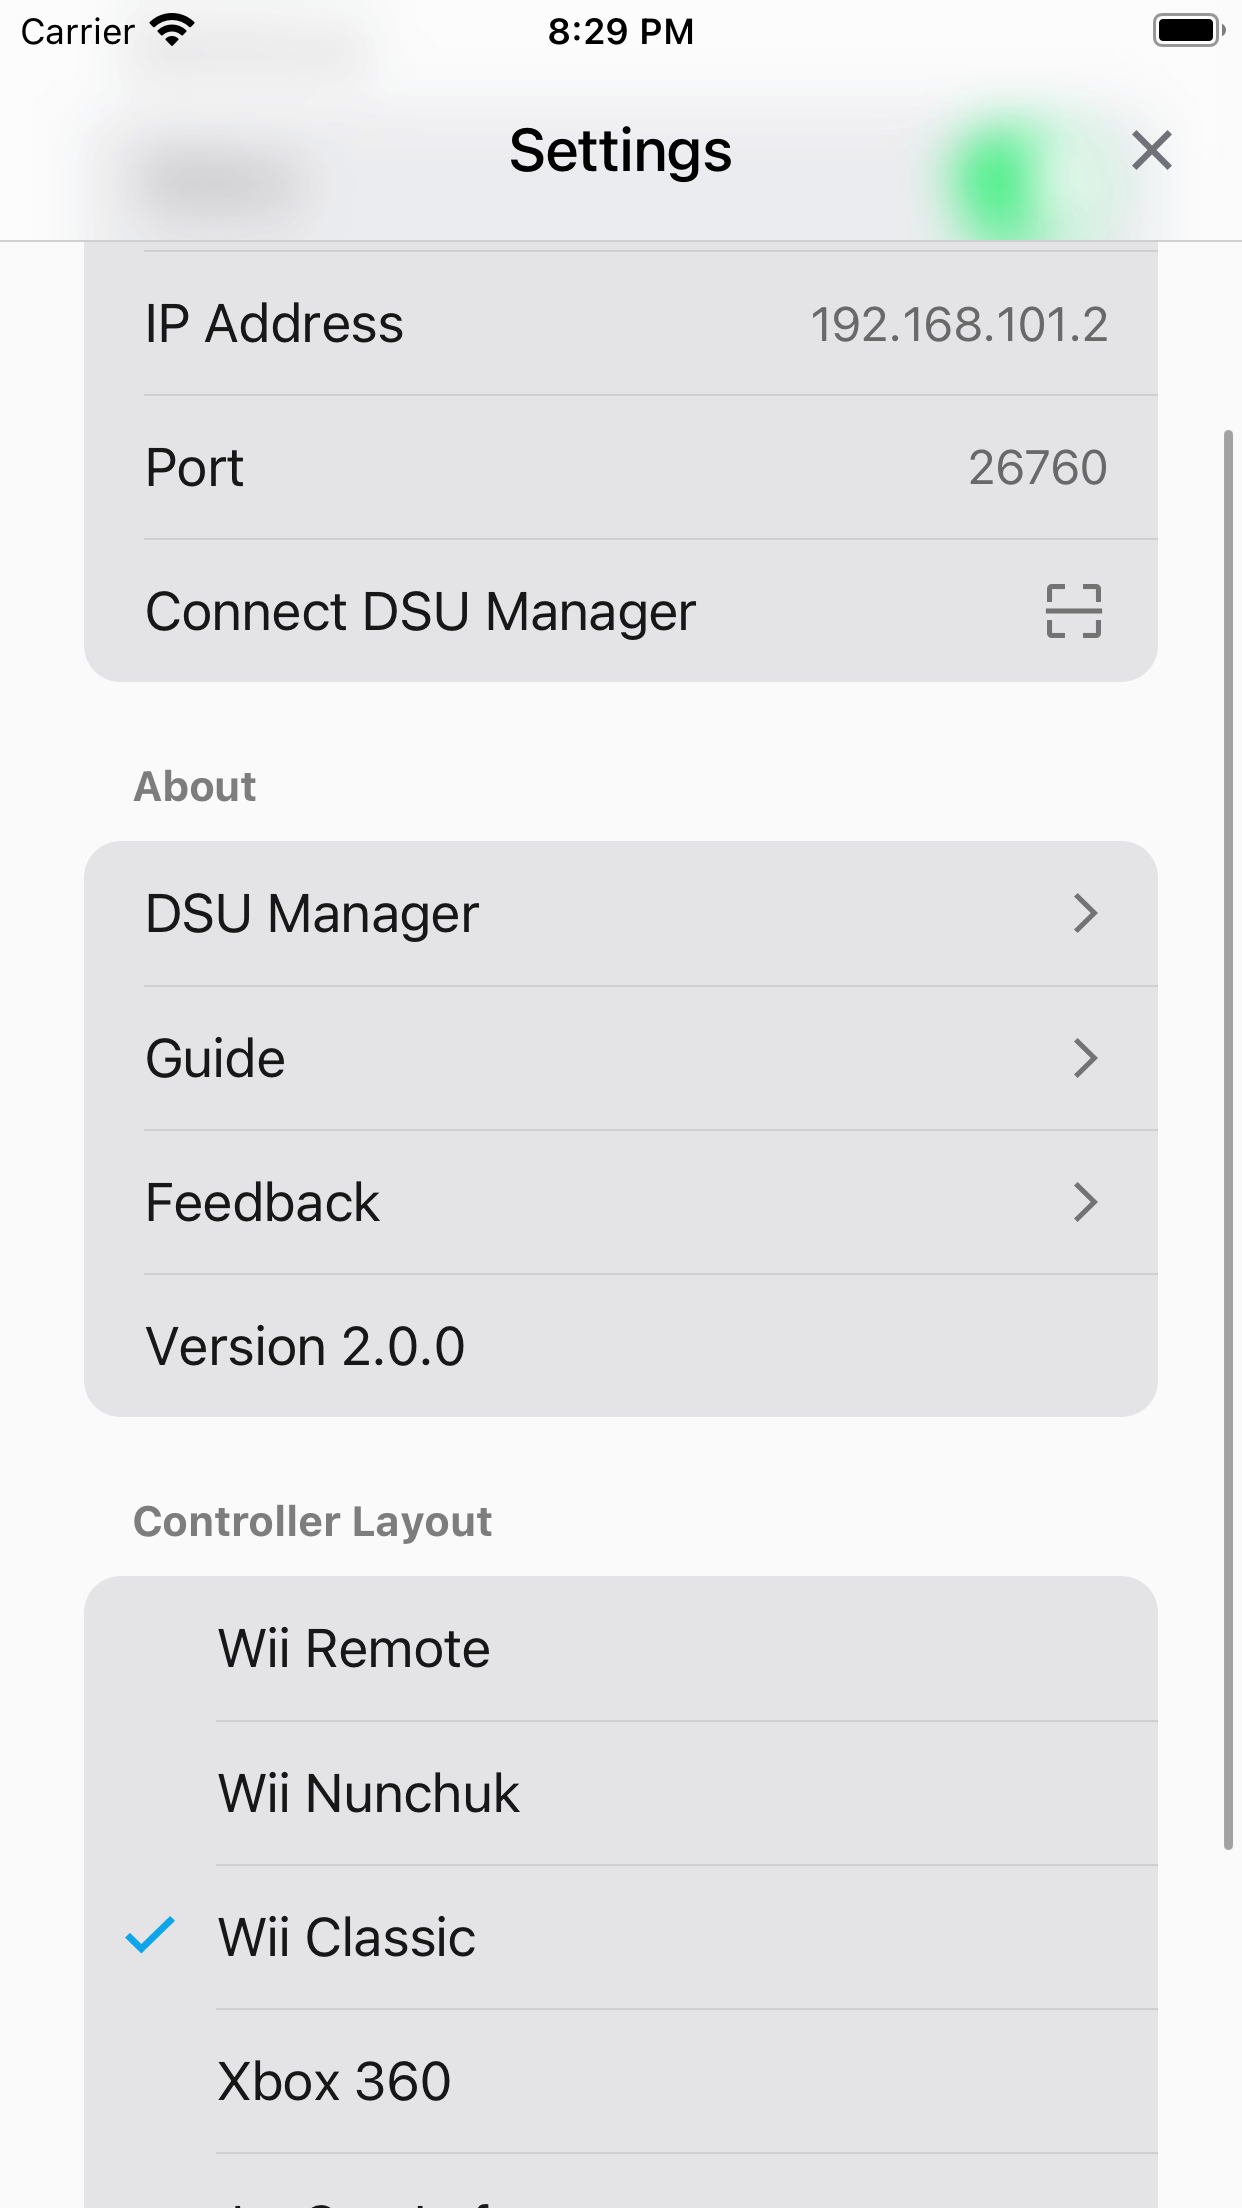 Carrier 8:29 PM
Settings
IP Address 192.168.101.2
Port 26760
Connect DSU Manager
About
DSU Manager
Guide
Feedback
Version 2.0.0
Controller Layout
Wii Remote
Wii Nunchuk
Wii Classic
Xbox 360